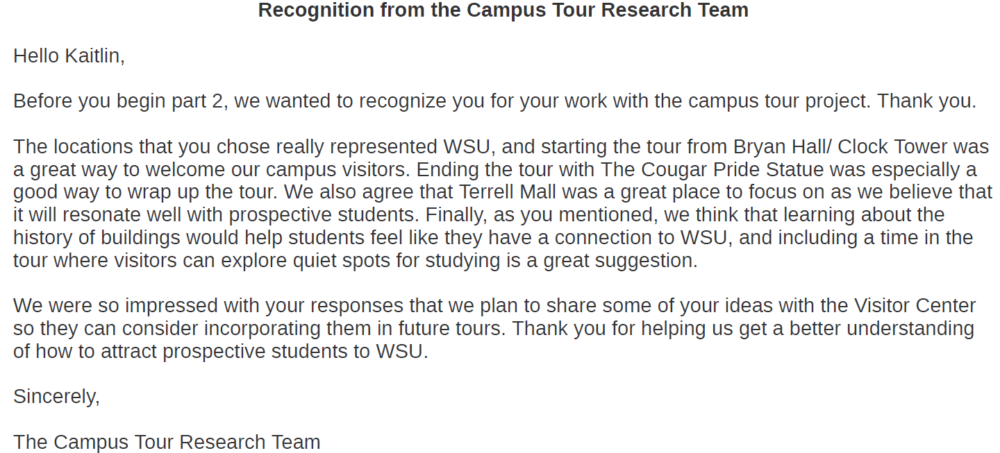 Recognition from the Campus Tour Research Team
Hello Kaitlin,
Before you begin part 2, we wanted to recognize you for your work with the campus tour project. Thank you.
The locations that you chose really represented WSU, and starting the tour from Bryan Hall/ Clock Tower was
a great way to welcome our campus visitors. Ending the tour with The Cougar Pride Statue was especially a
good way to wrap up the tour. We also agree that Terrell Mall was a great place to focus on as we believe that
it will resonate well with prospective students. Finally, as you mentioned, we think that learning about the
history of buildings would help students feel like they have a connection to WSU, and including a time in the
tour where visitors can explore quiet spots for studying is a great suggestion.
We were so impressed with your responses that we plan to share some of your ideas with the Visitor Center
so they can consider incorporating them in future tours. Thank you for helping us get a better understanding
of how to attract prospective students to WSU.
Sincerely,
The Campus Tour Research Team